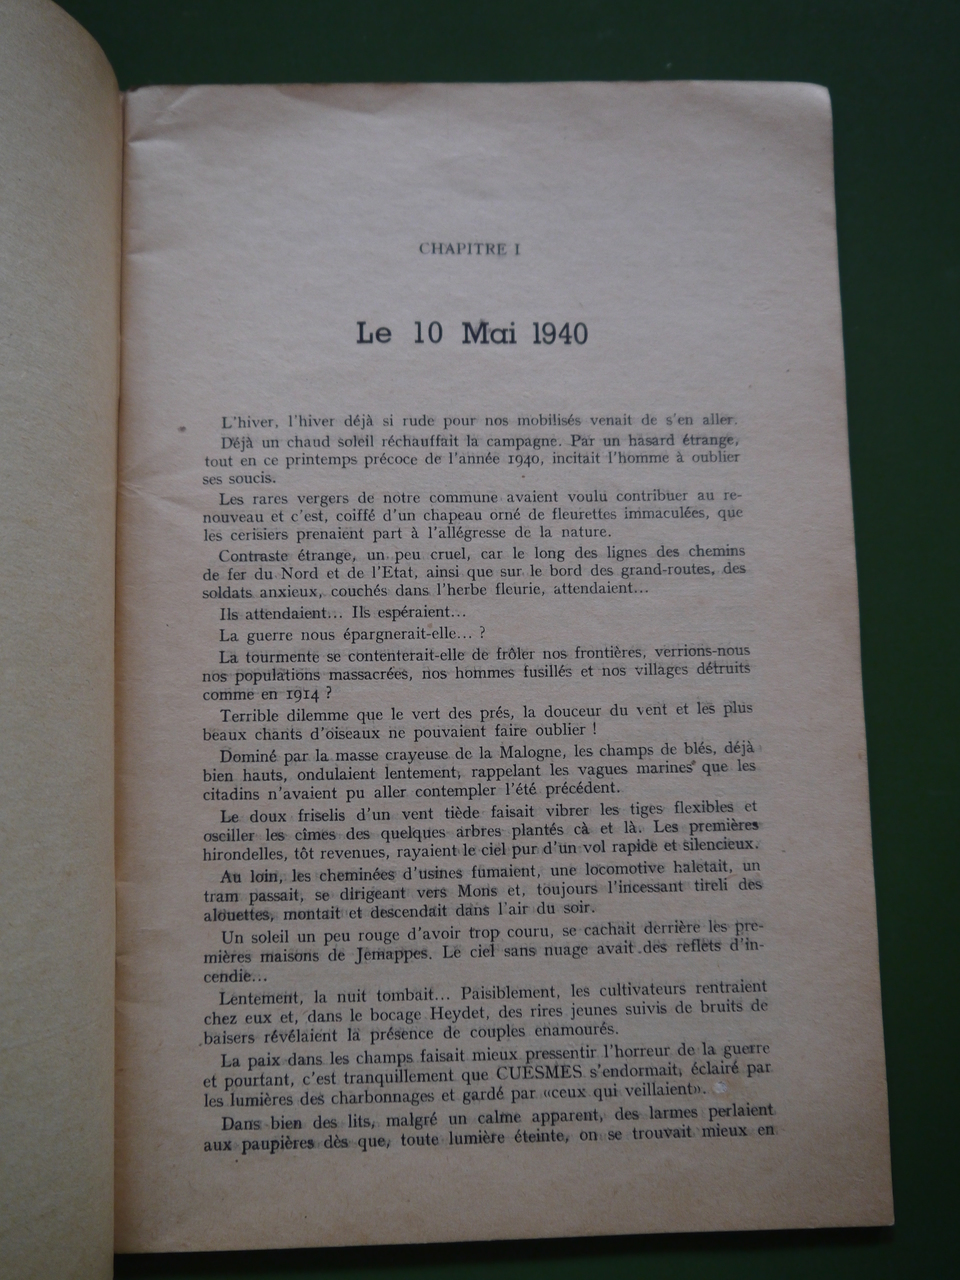 CHAPITRE I
Le 10 Mai 1940
L'hiver, l'hiver déjà si rude pour nos mobilisés venait de s'en aller.
Déjà un chaud soleil réchauffait la campagne. Par un hasard étrange,
tout en ce printemps précoce de l'année 1940, incitait l'homme à oublier
ses soucis.
Les rares vergers de notre commune avaient voulu contribuer au re-
nouveau et c'est, coiffé d'un chapeau orné de fleurettes immaculées, que
les cerisiers prenaient part à l'allégresse de la nature.
Contraste étrange, un peu cruel, car le long des lignes des chemins
de fer du Nord et de l'Etat, ainsi que sur le bord des grand-routes, des
soldats anxieux, couchés dans l'herbe fleurie, attendaient...
Ils attendaient... Ils espéraient...
La guerre nous épargnerait-elle... ?
La tourmente se contenterait-elle de frôler nos frontières, verrions-nous
nos populations massacrées, nos hommes fusillés et nos villages détruits
comme en 1914 ?
Terrible dilemme que le vert des prés, la douceur du vent et les plus
beaux chants d'oiseaux ne pouvaient faire oublier !
Dominé par la masse crayeuse de la Malogne, les champs de blés, déjà
bien hauts, ondulaient lentement, rappelant les vagues marines que les
citadins n'avaient pu aller contempler l'été précédent.
Le doux friselis d'un vent tiède faisait vibrer les tiges flexibles et
osciller les cîmes des quelques arbres plantés cà et là. Les premières
hirondelles, tôt revenues, rayaient le ciel pur d'un vol rapide et silencieux.
Au loin, les cheminées d'usines fumaient, une locomotive haletait, un
tram passait, se dirigeant vers Mons et, toujours l'incessant tireli des
alouettes, montait et descendait dans l'air du soir.
Un soleil un peu rouge d'avoir trop couru, se cachait derrière les pre-
mières maisons de Jemappes. Le ciel sans nuage avait des reflets d'in-
cendie...
Lentement, la nuit tombait... Paisiblement, les cultivateurs rentraient
chez eux et, dans le bocage Heydet, des rires jeunes suivis de bruits de
baisers révélaient la présence de couples enamourés.
La paix dans les champs faisait mieux pressentir l'horreur de la guerre
et pourtant, c'est tranquillement que CUESMES s'endormait, éclairé par
les lumières des charbonnages et gardé par «ceux qui veillaient».
Dans bien des lits, malgré un calme apparent, des larmes perlaient
aux paupières dès que, toute lumière éteinte, on se trouvait mieux en